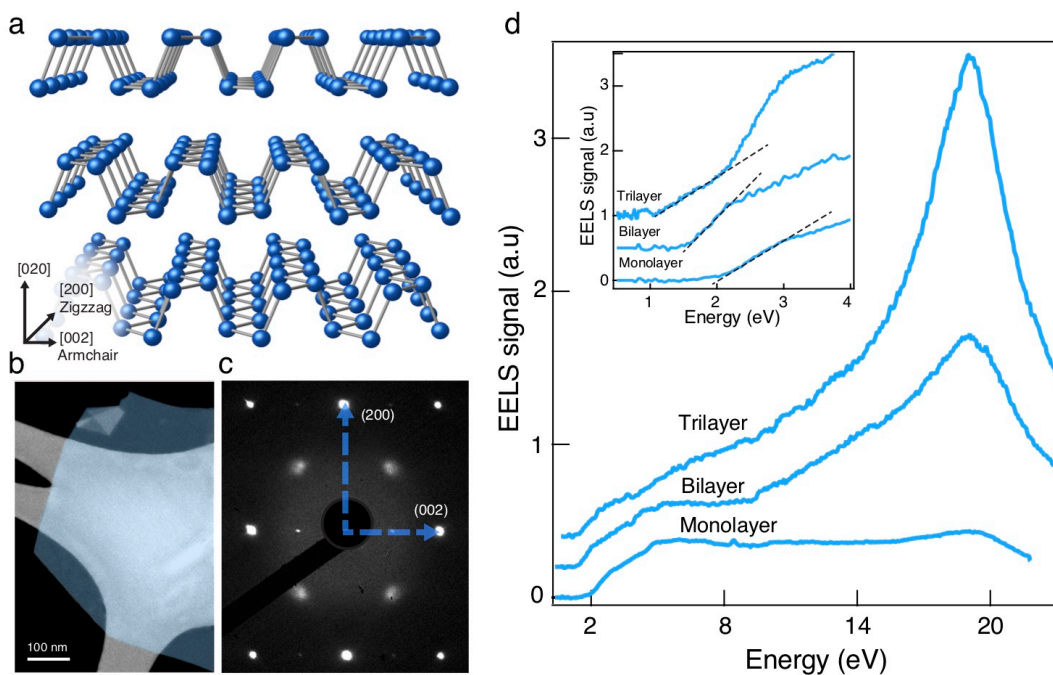 a
[020]
[200]
Zigzzag
[002]
Armchair
b
100 nm
c
(200)
(002)
d
EELS signal (a.u)
3
2
1
0
2
8
14
20
Energy (eV)
Trilayer
Bilayer
Monolayer
EELS signal (a.u)
3
2
1
0
Trilayer
Bilayer
Monolayer
1
2
3
4
Energy (eV)